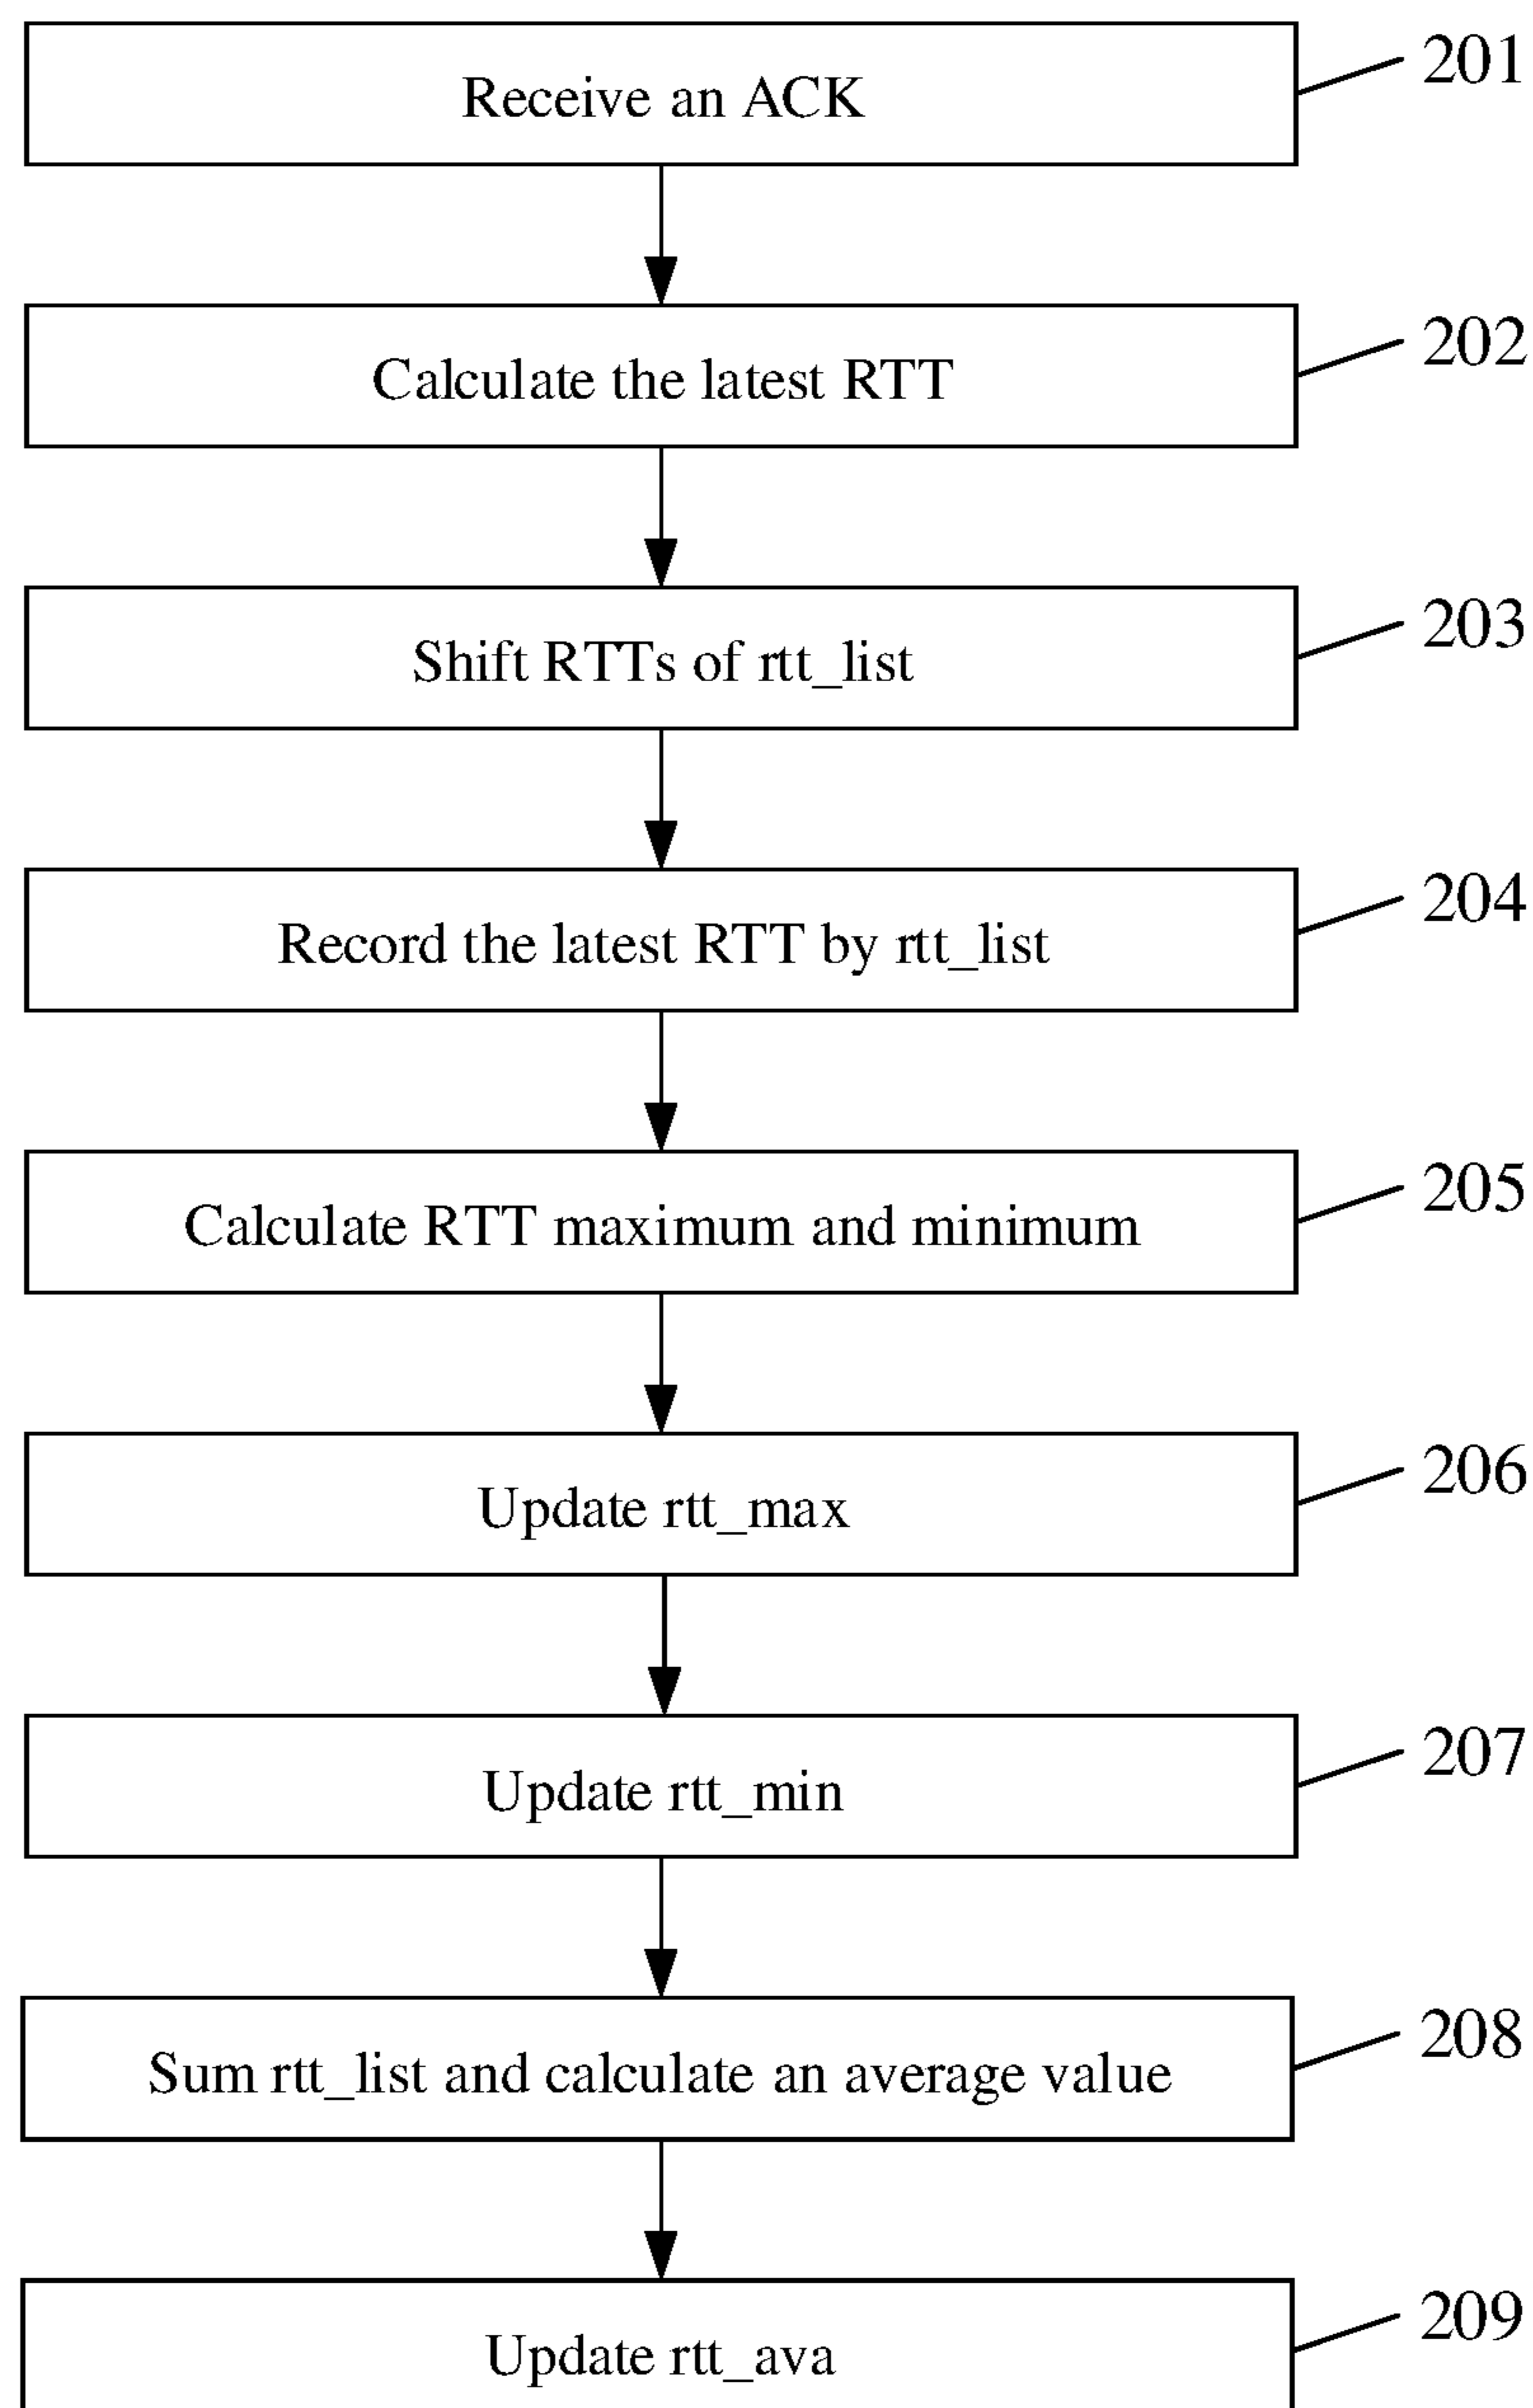 Receive an ACK
201
Calculate the latest RTT
202
Shift RTTs of rtt_list
203
Record the latest RTT by rtt_list
204
Calculate RTT maximum and minimum
205
Update rtt_max
206
Update rtt_min
207
Sum rtt_list and calculate an average value
208
Update rtt_ava
209